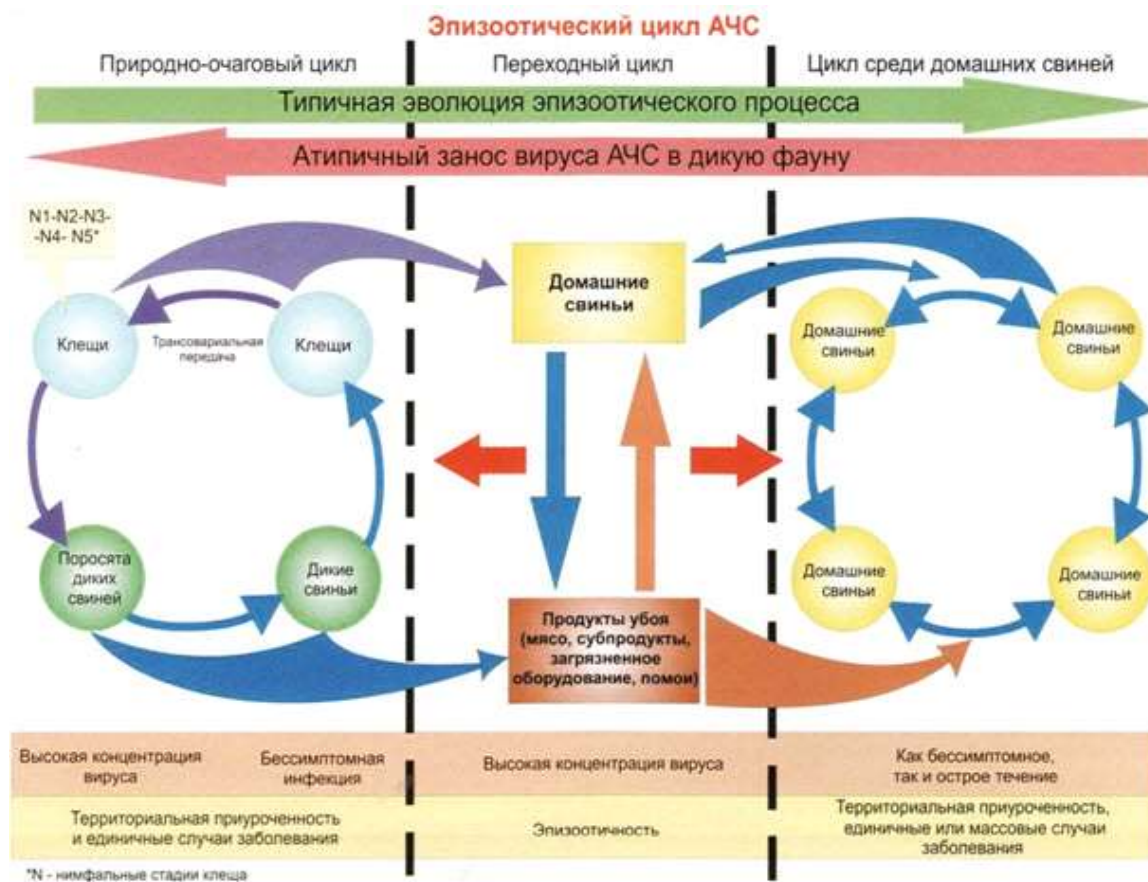 Эпизоотический цикл АЧС
Природно-очаговый цикл
Переходный цикл
Цикл среди домашних свиней
Типичная эволюция эпизоотического процесса
Атипичный занос вируса АЧС в дикую фауну
N1-N2-N3-
-N4- N5*
Клещи
Трансовариальная
передача
Клещи
Домашние
свиньи
Домашние
свиньи
Домашние
свиньи
Поросята
диких
свиней
Дикие
свиньи
Продукты убоя
(мясо, субпродукты,
загрязненное
оборудование, помои)
Домашние
свиньи
Домашние
свиньи
Высокая концентрация
вируса
Бессимптомная
инфекция
Высокая концентрация вируса
Как бессимптомное,
так и острое течение
Территориальная приуроченность
и единичные случаи заболевания
Эпизоотичность
Территориальная приуроченность,
единичные или массовые случаи
заболевания
*N - нимфальные стадии клеща